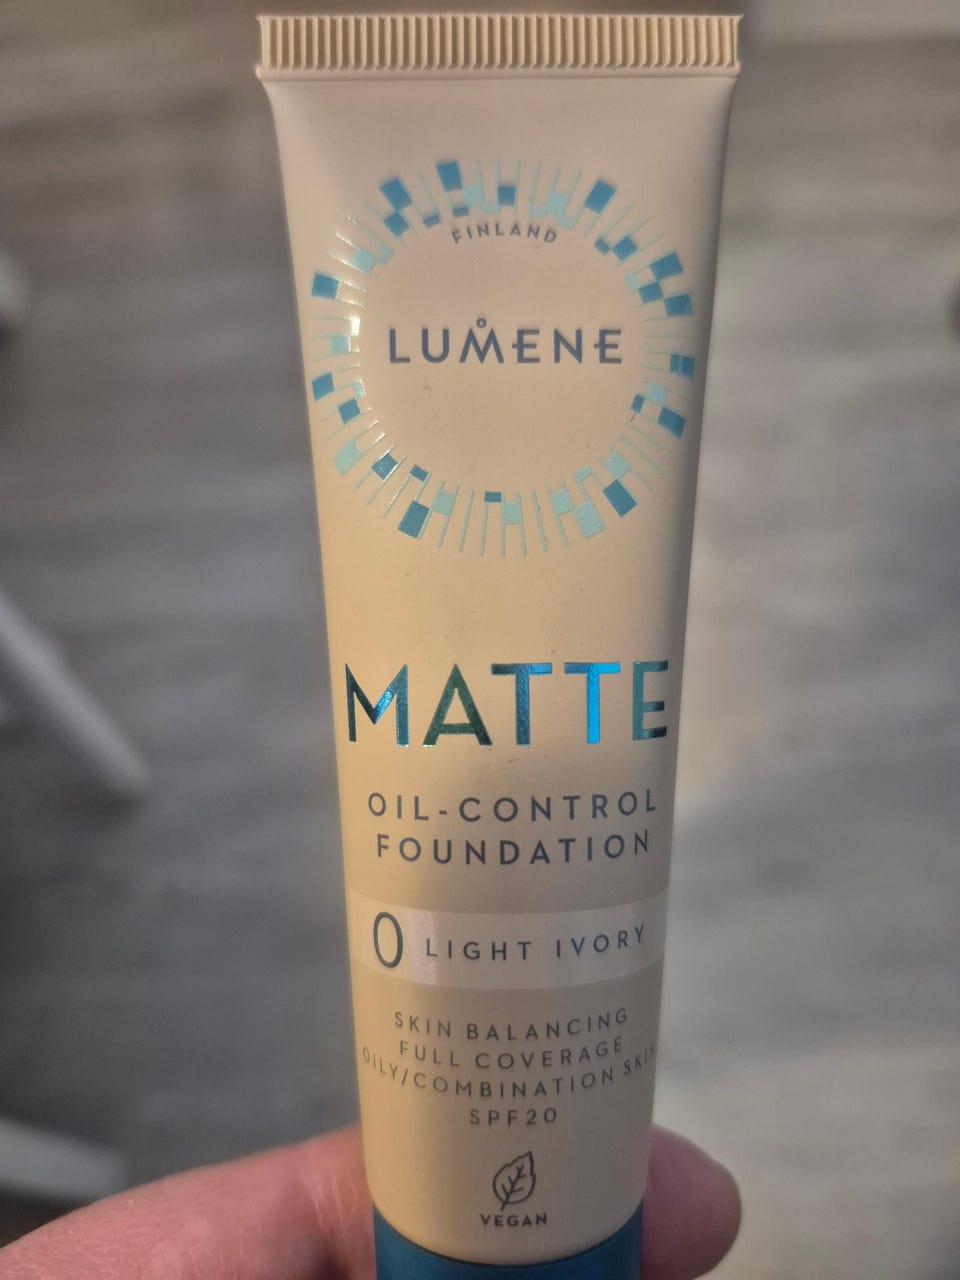 FINLAND
LUMENE
MATTE
OIL-CONTROL
FOUNDATION
0 LIGHT IVORY
SKIN BALANCING
FULL COVERAGE
OILY/COMBINATION SKIN
SPF20
VEGAN